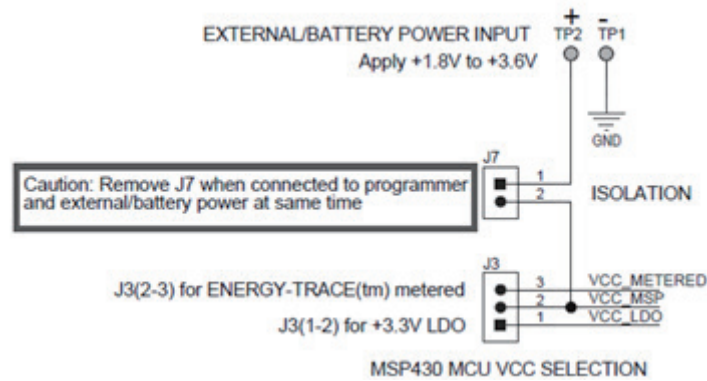 EXTERNAL/BATTERY POWER INPUT
+ -
TP2 TP1
Apply +1.8V to +3.6V
GND
J7
1
2
Caution: Remove J7 when connected to programmer
and external/battery power at same time
ISOLATION
J3
J3(2-3) for ENERGY-TRACE(tm) metered
3 VCC_METERED
2 VCC_MSP
J3(1-2) for +3.3V LDO
1 VCC_LDO
MSP430 MCU VCC SELECTION